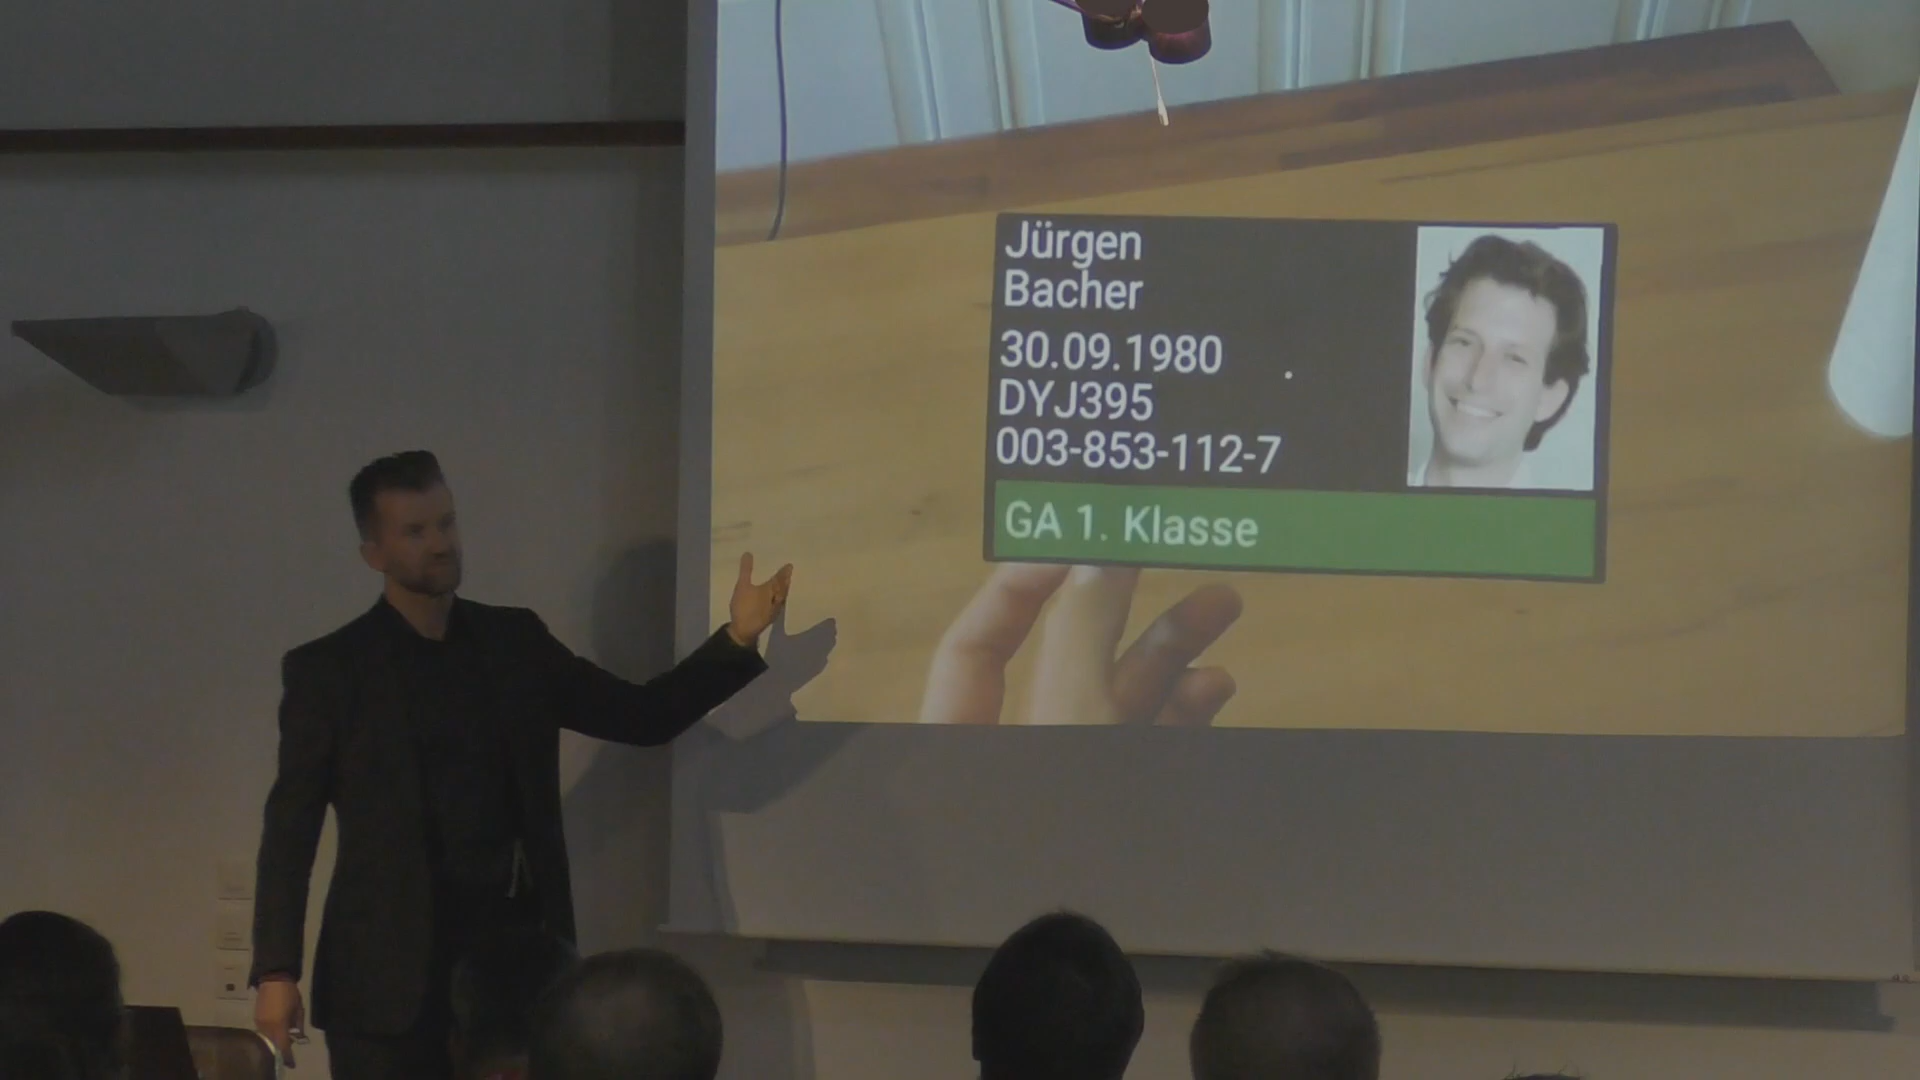 Jürgen
Bacher
30.09.1980
DYJ395
003-853-112-7
GA 1. Klasse